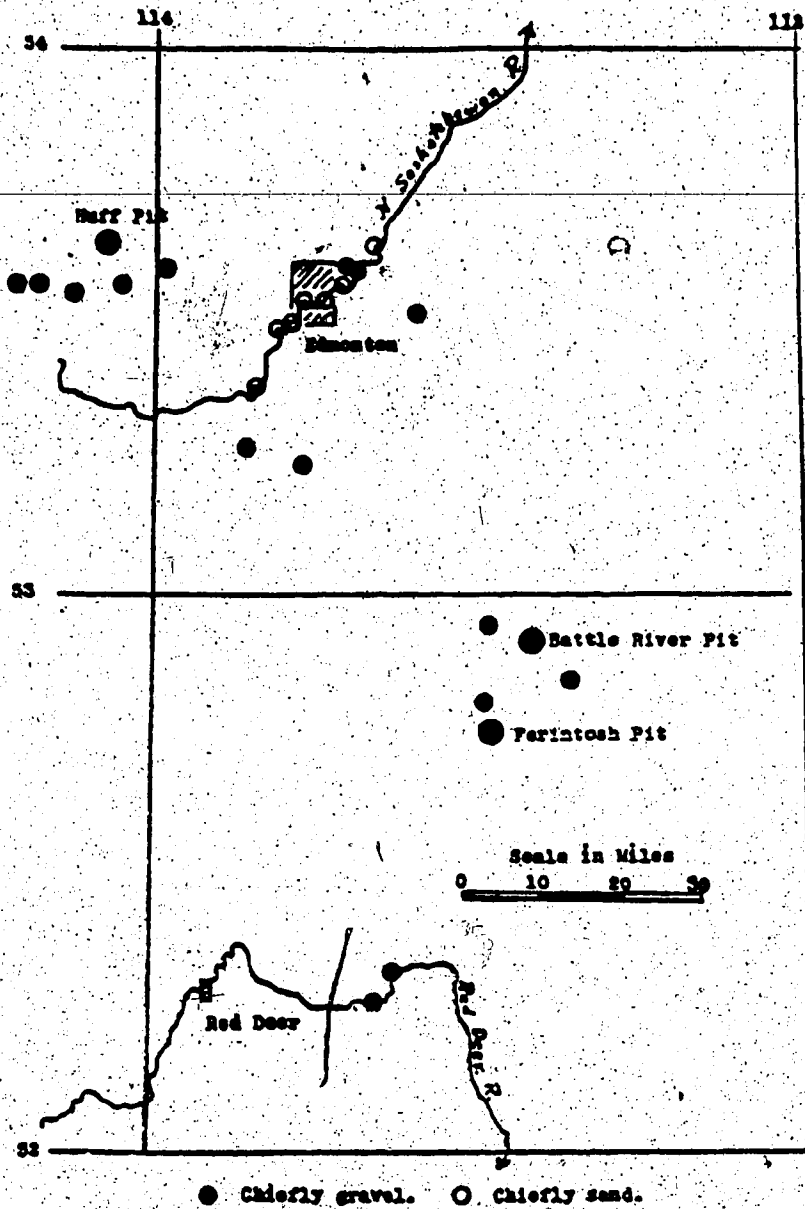 114 112
54
N Saskatchewan R
Huff Pit
Edmonton
53
Battle River Pit
Ferintosh Pit
Scale in Miles
0 10 20 30
Red Deer
Red Deer R.
52
Chiefly gravel. Chiefly sand.